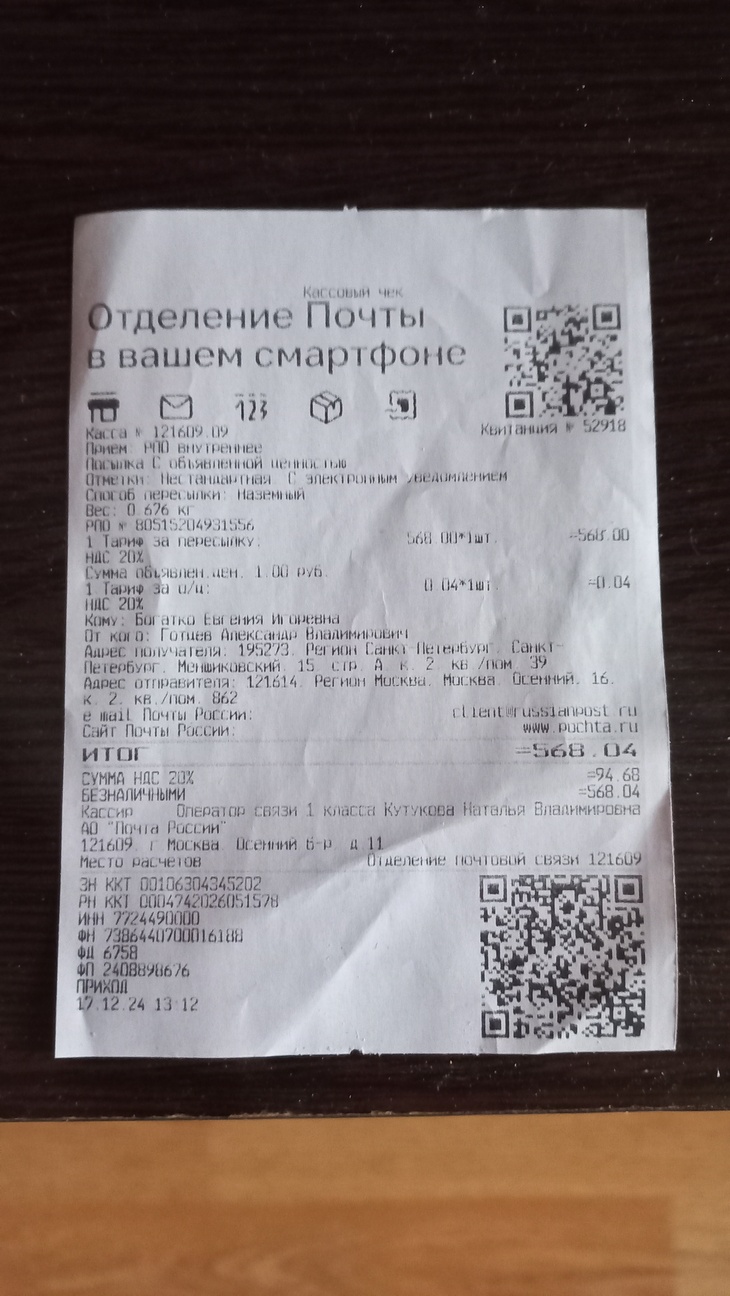 Кассовый чек
Отделение Почты
в вашем смартфоне
123
Касса № 121609.09
Квитанция № 52918
Прием: РПО внутреннее
Посылка С объявленной ценностью
Отметки: Нестандартная. С электронным уведомлением
Способ пересылки: Наземный
Вес: 0.676 кг
РПО № 80515204931556
1 Тариф за пересылку: 568.00*1шт. =568.00
НДС 20%
Сумма объявлен.цен. 1.00 руб.
1 Тариф за о/ц: 0.04*1шт. =0.04
НДС 20%
Кому: Богатко Евгения Игоревна
От кого: Готцев Александр Владимирович
Адрес получателя: 195273. Регион Санкт-Петербург. Санкт-
Петербург. Меншиковский. 15. стр. А. к. 2. кв./пом. 39
Адрес отправителя: 121614. Регион Москва. Москва. Осенний. 16.
к. 2. кв./пом. 862
e mail Почты России: client@russianpost.ru
Сайт Почты России: www.pochta.ru
ИТОГ =568.04
СУММА НДС 20% =94.68
БЕЗНАЛИЧНЫМИ =568.04
Кассир Оператор связи 1 класса Кутукова Наталья Владимировна
АО "Почта России"
121609. г Москва. Осенний б-р. д 11
Место расчетов Отделение почтовой связи 121609
ЗН ККТ 00106304345202
РН ККТ 0004742026051578
ИНН 7724490000
ФН 7386440700016188
ФД 6758
ФП 2408898676
ПРИХОД
17.12.24 13:12